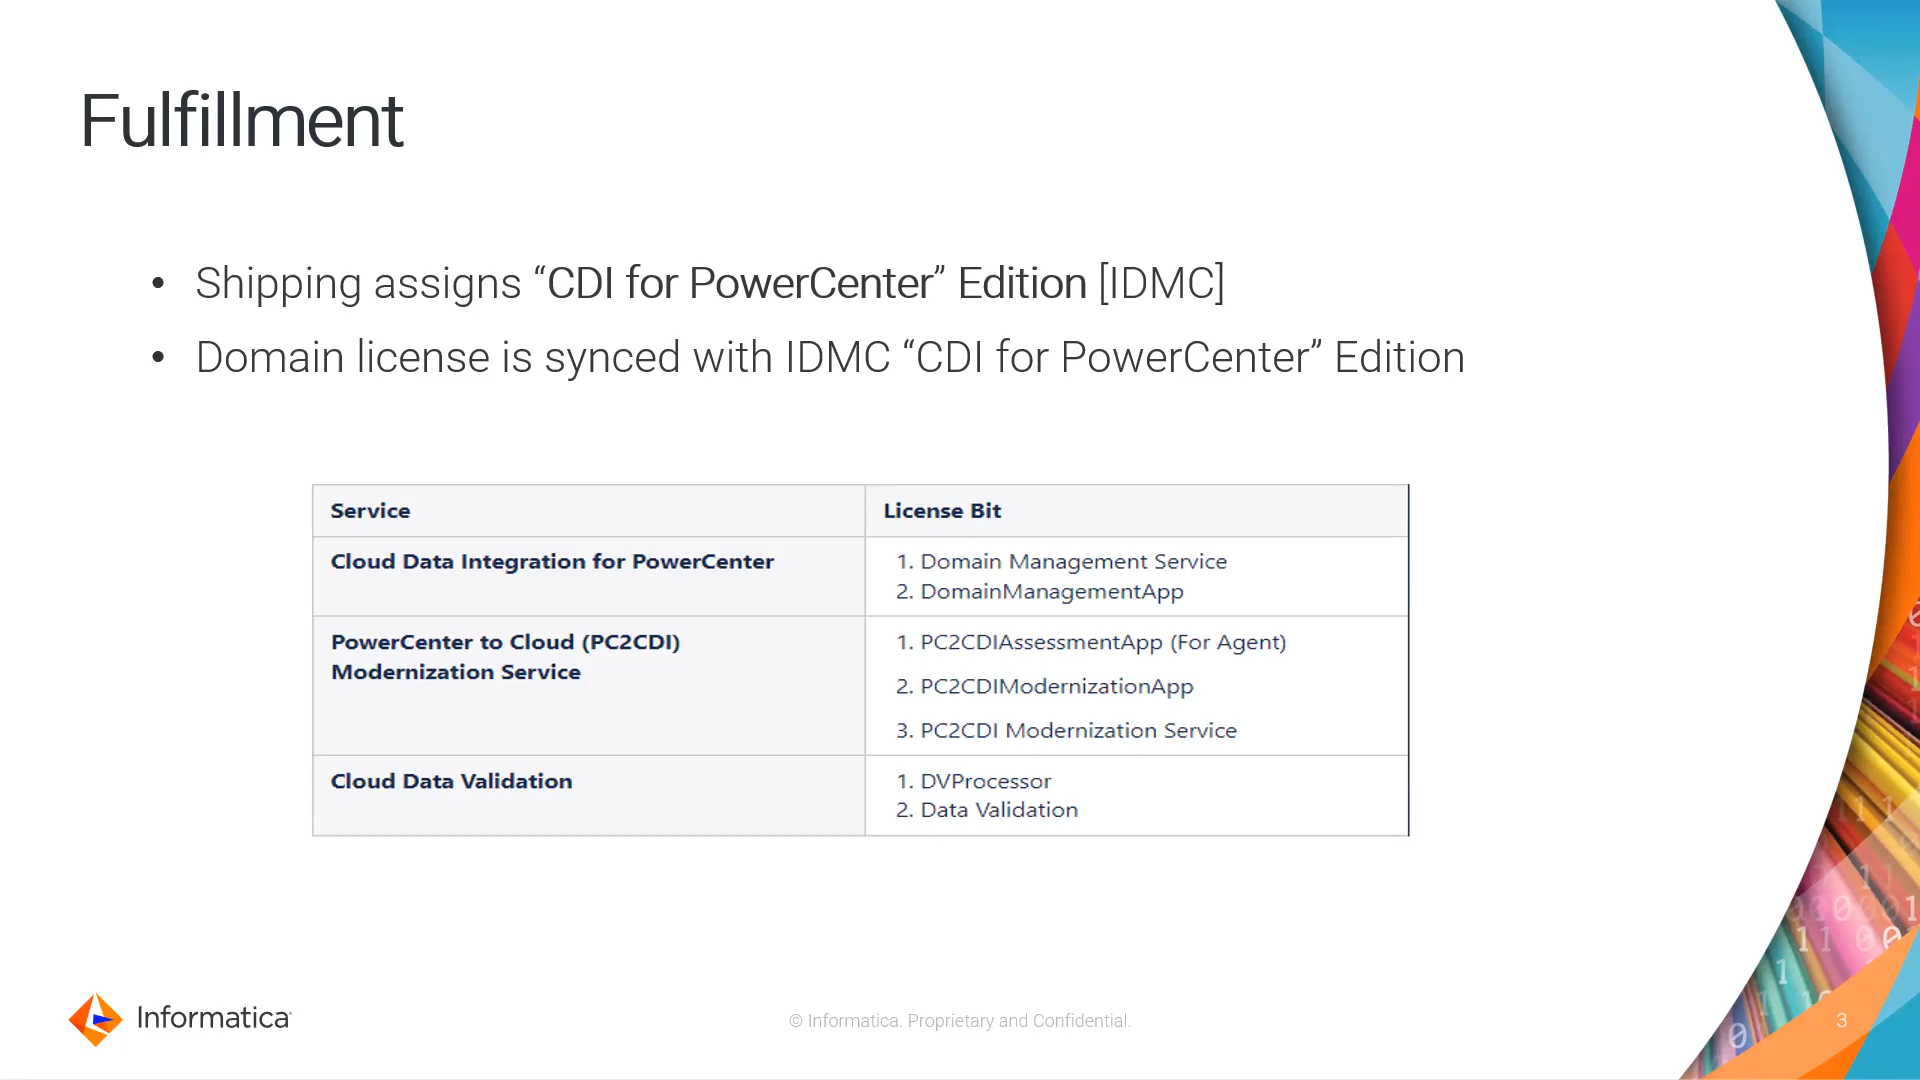 Fulfillment
• Shipping assigns “CDI for PowerCenter” Edition [IDMC]
• Domain license is synced with IDMC “CDI for PowerCenter” Edition
Service
License Bit
Cloud Data Integration for PowerCenter
1. Domain Management Service
2. DomainManagementApp
PowerCenter to Cloud (PC2CDI)
Modernization Service
1. PC2CDIAssessmentApp (For Agent)
2. PC2CDIModernizationApp
3. PC2CDI Modernization Service
Cloud Data Validation
1. DVProcessor
2. Data Validation
Informatica
© Informatica. Proprietary and Confidential.
3